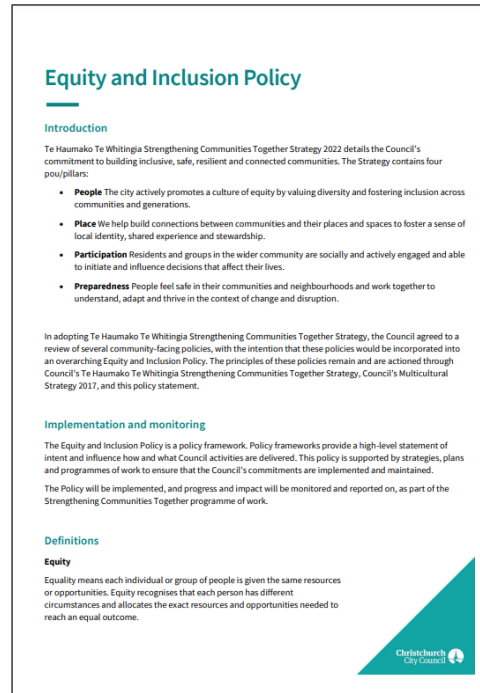 Equity and Inclusion Policy
Introduction
Te Haumako Te Whitingia Strengthening Communities Together Strategy 2022 details the Council's
commitment to building inclusive, safe, resilient and connected communities. The Strategy contains four
pou/pillars:
• People The city actively promotes a culture of equity by valuing diversity and fostering inclusion across
communities and generations.
• Place We help build connections between communities and their places and spaces to foster a sense of
local identity, shared experience and stewardship.
• Participation Residents and groups in the wider community are socially and actively engaged and able
to initiate and influence decisions that affect their lives.
• Preparedness People feel safe in their communities and neighbourhoods and work together to
understand, adapt and thrive in the context of change and disruption.
In adopting Te Haumako Te Whitingia Strengthening Communities Together Strategy, the Council agreed to a
review of several community-facing policies, with the intention that these policies would be incorporated into
an overarching Equity and Inclusion Policy. The principles of these policies remain and are actioned through
Council's Te Haumako Te Whitingia Strengthening Communities Together Strategy, Council's Multicultural
Strategy 2017, and this policy statement.
Implementation and monitoring
The Equity and Inclusion Policy is a policy framework. Policy frameworks provide a high-level statement of
intent and influence how and what Council activities are delivered. This policy is supported by strategies, plans
and programmes of work to ensure that the Council's commitments are implemented and maintained.
The Policy will be implemented, and progress and impact will be monitored and reported on, as part of the
Strengthening Communities Together programme of work.
Definitions
Equity
Equality means each individual or group of people is given the same resources
or opportunities. Equity recognises that each person has different
circumstances and allocates the exact resources and opportunities needed to
reach an equal outcome.
Christchurch
City Council